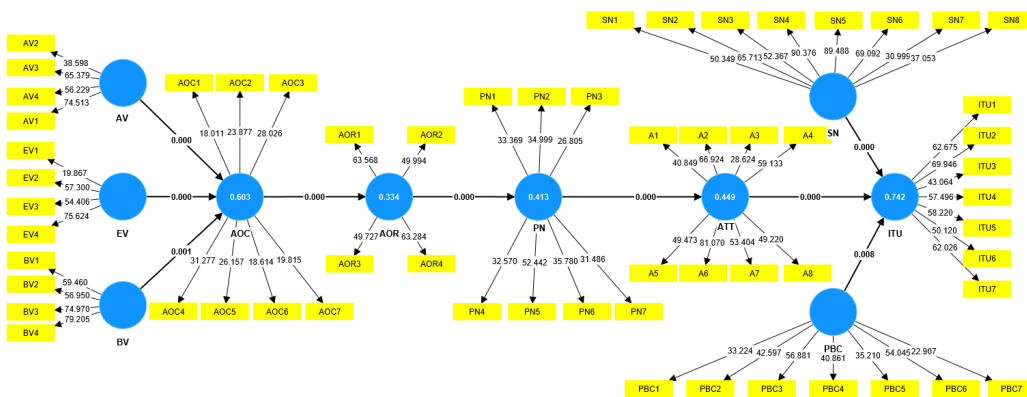 SN1 SN2 SN3 SN4 SN5 SN6 SN7 SN8
50.349 65.713 52.367 90.376 89.488 69.092 30.999 37.053
SN
0.000
AV2
AV3
AV4
AV1
38.598
65.379
56.229
74.513
AV
0.000
EV1
EV2
EV3
EV4
19.867
57.300
54.406
75.624
EV
0.000
BV1
BV2
BV3
BV4
59.460
56.950
74.970
79.205
BV
0.001
AOC1 AOC2 AOC3
18.011 23.877 28.026
0.603
AOC
31.277 26.157 18.614 19.815
AOC4 AOC5 AOC6 AOC7
0.000
AOR1 AOR2
63.568 49.994
0.334
AOR
49.727 63.284
AOR3 AOR4
0.000
PN1 PN2 PN3
33.369 34.999 26.805
0.413
PN
32.570 52.442 35.780 31.486
PN4 PN5 PN6 PN7
0.000
A1 A2 A3 A4
40.849 66.924 28.624 59.133
0.449
ATT
49.473 81.070 53.404 49.220
A5 A6 A7 A8
0.000
0.742
ITU
ITU1
ITU2
ITU3
ITU4
ITU5
ITU6
ITU7
62.675
69.946
43.064
57.496
58.220
50.120
62.026
0.008
PBC
33.224 42.597 56.881 40.861 35.210 54.045 22.907
PBC1 PBC2 PBC3 PBC4 PBC5 PBC6 PBC7